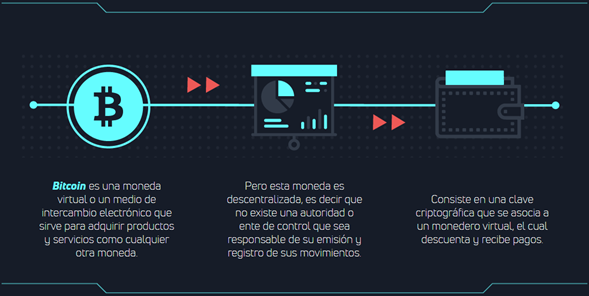 Bitcoin es una moneda
virtual o un medio de
intercambio electrónico que
sirve para adquirir productos
y servicios como cualquier
otra moneda.
Pero esta moneda es
descentralizada, es decir que
no existe una autoridad o
ente de control que sea
responsable de su emisión y
registro de sus movimientos.
Consiste en una clave
criptográfica que se asocia a
un monedero virtual, el cual
descuenta y recibe pagos.